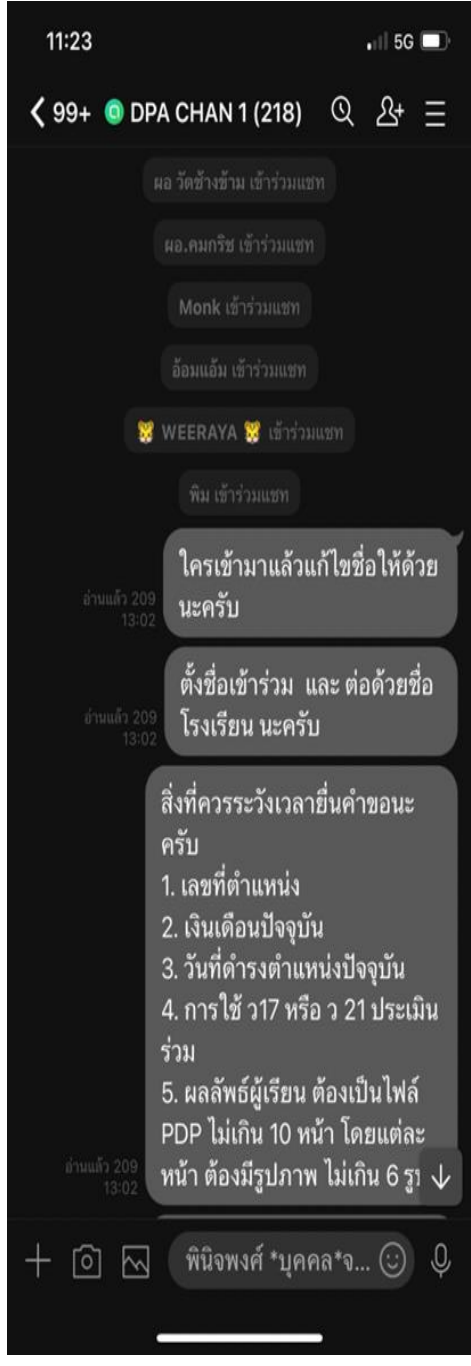 11:23
5G
99+ DPA CHAN 1 (218)
ผอ วัดช้างข้าม เข้าร่วมแชท
ผอ.คมกริช เข้าร่วมแชท
Monk เข้าร่วมแชท
อ้อมแอ้ม เข้าร่วมแชท
🐯 WEERAYA 🐯 เข้าร่วมแชท
พิม เข้าร่วมแชท
ใครเข้ามาแล้วแก้ไขชื่อให้ด้วย
นะครับ
อ่านแล้ว 209
13:02
ตั้งชื่อเข้าร่วม และ ต่อด้วยชื่อ
โรงเรียน นะครับ
อ่านแล้ว 209
13:02
สิ่งที่ควรระวังเวลายื่นคำขอนะ
ครับ
1. เลขที่ตำแหน่ง
2. เงินเดือนปัจจุบัน
3. วันที่ดำรงตำแหน่งปัจจุบัน
4. การใช้ ว17 หรือ ว 21 ประเมิน
ร่วม
5. ผลลัพธ์ผู้เรียน ต้องเป็นไฟล์
PDP ไม่เกิน 10 หน้า โดยแต่ละ
หน้า ต้องมีรูปภาพ ไม่เกิน 6
อ่านแล้ว 209
13:02
พินิจพงศ์ *บุคคล*จ...